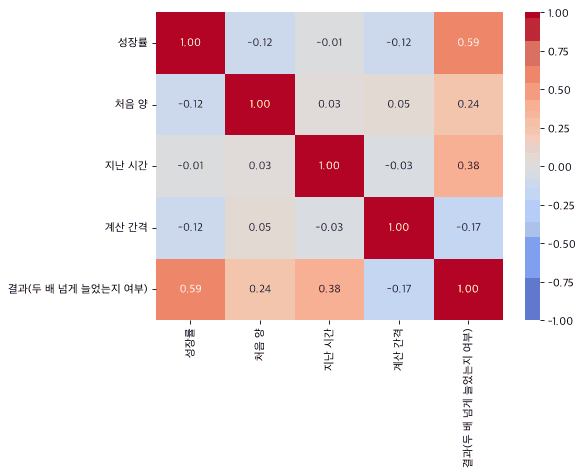 성장률 1.00 -0.12 -0.01 -0.12 0.59
처음 양 -0.12 1.00 0.03 0.05 0.24
지난 시간 -0.01 0.03 1.00 -0.03 0.38
계산 간격 -0.12 0.05 -0.03 1.00 -0.17
결과(두 배 넘게 늘었는지 여부) 0.59 0.24 0.38 -0.17 1.00
성장률
처음 양
지난 시간
계산 간격
결과(두 배 넘게 늘었는지 여부)
1.00
0.75
0.50
0.25
0.00
-0.25
-0.50
-0.75
-1.00